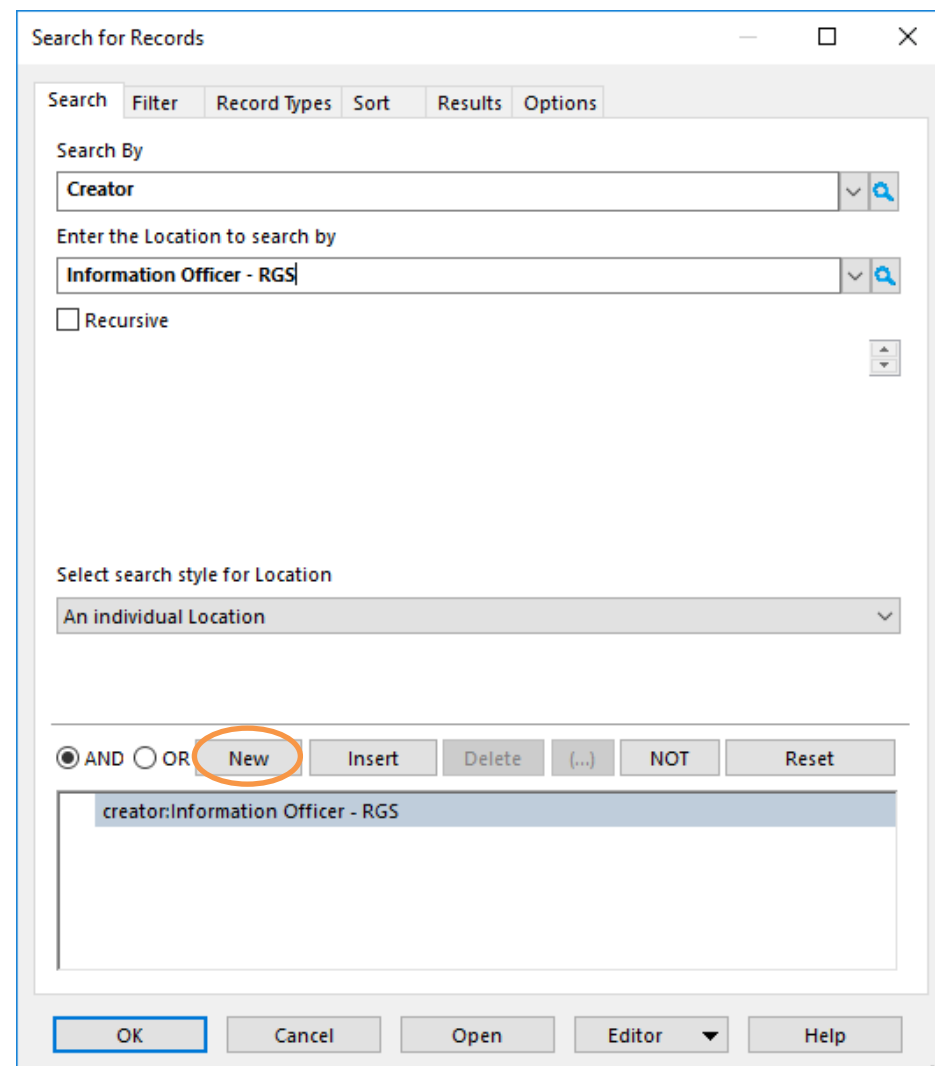 Search for Records
Search Filter Record Types Sort Results Options
Search By
Creator
Enter the Location to search by
Information Officer - RGS
Recursive
Select search style for Location
An individual Location
AND OR New Insert Delete (...) NOT Reset
creator:Information Officer - RGS
OK Cancel Open Editor Help